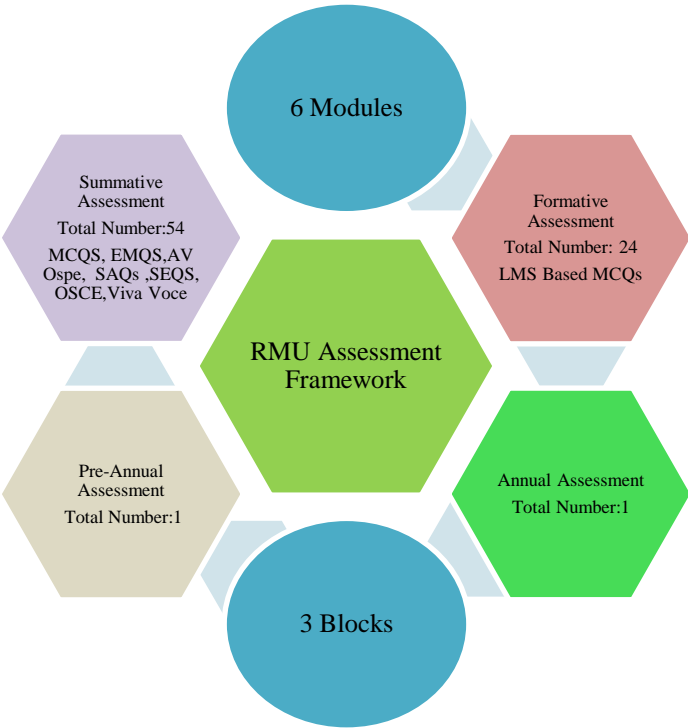 6 Modules
Summative
Assessment
Total Number:54
MCQS, EMQS,AV
Ospe, SAQs ,SEQS,
OSCE,Viva Voce
Formative
Assessment
Total Number: 24
LMS Based MCQs
RMU Assessment
Framework
Pre-Annual
Assessment
Total Number:1
Annual Assessment
Total Number:1
3 Blocks